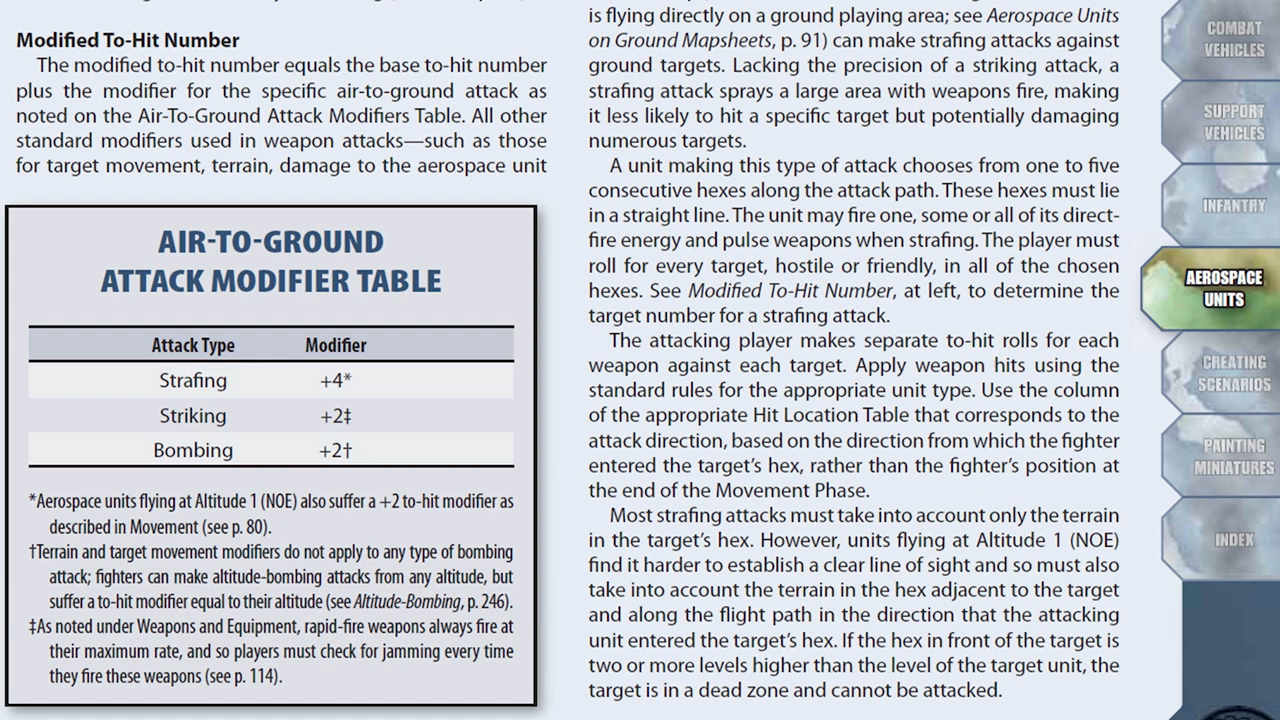 Modified To-Hit Number
The modified to-hit number equals the base to-hit number
plus the modifier for the specific air-to-ground attack as
noted on the Air-To-Ground Attack Modifiers Table. All other
standard modifiers used in weapon attacks—such as those
for target movement, terrain, damage to the aerospace unit
AIR-TO-GROUND
ATTACK MODIFIER TABLE
Attack Type Modifier
Strafing +4*
Striking +2‡
Bombing +2†
*Aerospace units flying at Altitude 1 (NOE) also suffer a +2 to-hit modifier as
described in Movement (see p. 80).
†Terrain and target movement modifiers do not apply to any type of bombing
attack; fighters can make altitude-bombing attacks from any altitude, but
suffer a to-hit modifier equal to their altitude (see Altitude-Bombing, p. 246).
‡As noted under Weapons and Equipment, rapid-fire weapons always fire at
their maximum rate, and so players must check for jamming every time
they fire these weapons (see p. 114).
is flying directly on a ground playing area; see Aerospace Units
on Ground Mapsheets, p. 91) can make strafing attacks against
ground targets. Lacking the precision of a striking attack, a
strafing attack sprays a large area with weapons fire, making
it less likely to hit a specific target but potentially damaging
numerous targets.
A unit making this type of attack chooses from one to five
consecutive hexes along the attack path. These hexes must lie
in a straight line. The unit may fire one, some or all of its direct-
fire energy and pulse weapons when strafing. The player must
roll for every target, hostile or friendly, in all of the chosen
hexes. See Modified To-Hit Number, at left, to determine the
target number for a strafing attack.
The attacking player makes separate to-hit rolls for each
weapon against each target. Apply weapon hits using the
standard rules for the appropriate unit type. Use the column
of the appropriate Hit Location Table that corresponds to the
attack direction, based on the direction from which the fighter
entered the target's hex, rather than the fighter's position at
the end of the Movement Phase.
Most strafing attacks must take into account only the terrain
in the target's hex. However, units flying at Altitude 1 (NOE)
find it harder to establish a clear line of sight and so must also
take into account the terrain in the hex adjacent to the target
and along the flight path in the direction that the attacking
unit entered the target's hex. If the hex in front of the target is
two or more levels higher than the level of the target unit, the
target is in a dead zone and cannot be attacked.
COMBAT
VEHICLES
SUPPORT
VEHICLES
INFANTRY
AEROSPACE
UNITS
CREATING
SCENARIOS
PAINTING
MINIATURES
INDEX